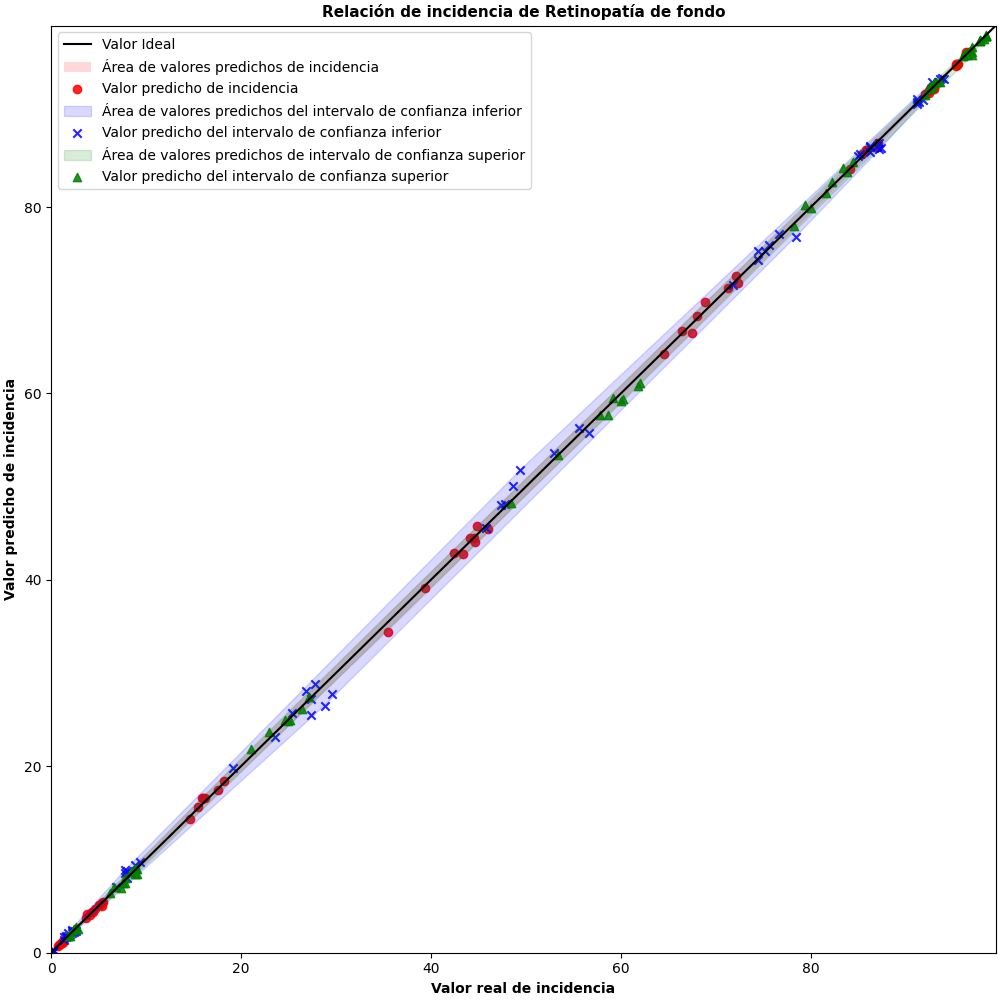 Relación de incidencia de Retinopatía de fondo
Valor Ideal
Área de valores predichos de incidencia
Valor predicho de incidencia
Área de valores predichos del intervalo de confianza inferior
Valor predicho del intervalo de confianza inferior
Área de valores predichos de intervalo de confianza superior
Valor predicho del intervalo de confianza superior
Valor predicho de incidencia
80
60
40
20
0
0 20 40 60 80
Valor real de incidencia